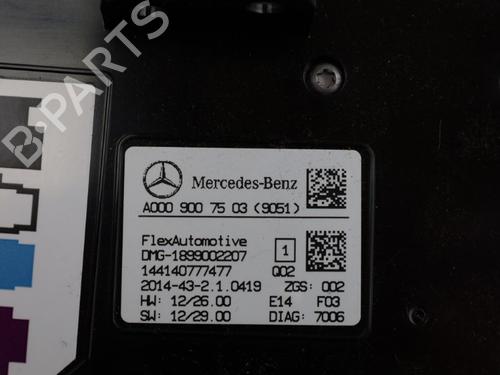 B-PARTS
Mercedes-Benz
A000 900 75 03 (9051)
FlexAutomotive
DMG-1899002207 1
144140777477 Q02
2014-43-2.1.0419 ZGS: 002
HW: 12/26.00 E14 F03
SW: 12/29.00 DIAG: 7006